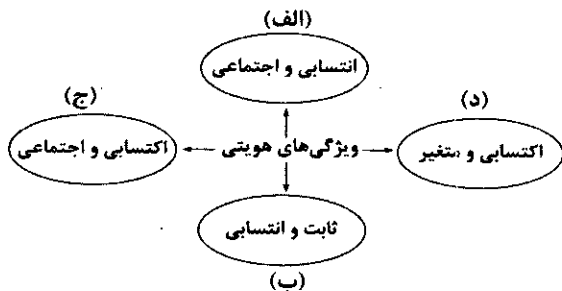 (الف)
انتسابی و اجتماعی
(ج)
(د)
اکتسابی و متغیر
ویژگی‌های هویتی
اکتسابی و اجتماعی
ثابت و انتسابی
(ب)